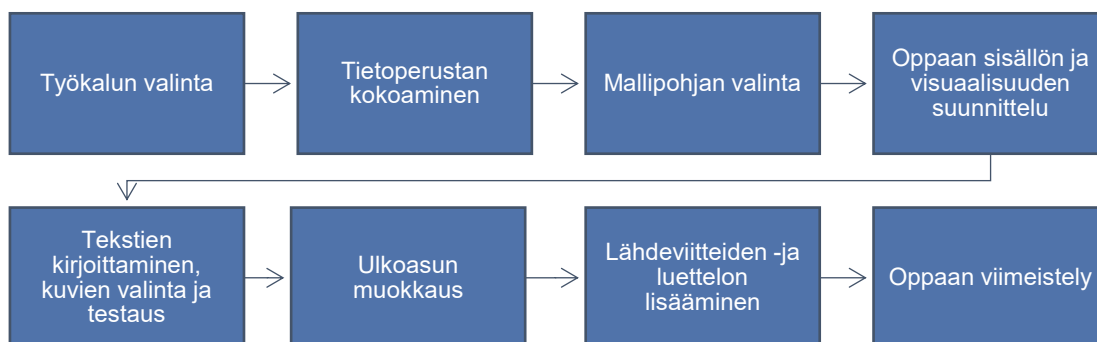 Työkalun valinta
Tietoperustan
kokoaminen
Mallipohjan valinta
Oppaan sisällön ja
visuaalisuuden
suunnittelu
Tekstien
kirjoittaminen,
kuvien valinta ja
testaus
Ulkoasun
muokkaus
Lähdeviitteiden -ja
luettelon
lisääminen
Oppaan viimeistely